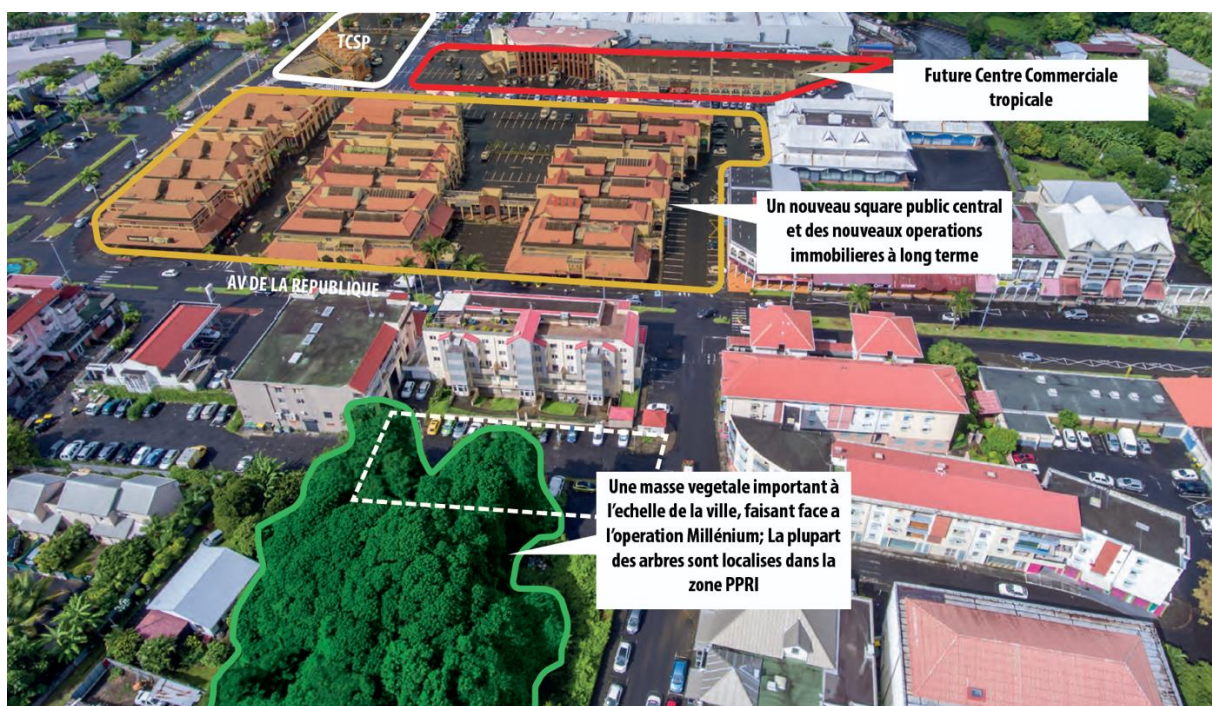 TCSP
Future Centre Commerciale
tropicale
Un nouveau square public central
et des nouveaux operations
immobilieres à long terme
AV DE LA REPUBLIQUE
Une masse vegetale important à
l'echelle de la ville, faisant face a
l'operation Millénium; La plupart
des arbres sont localises dans la
zone PPRI